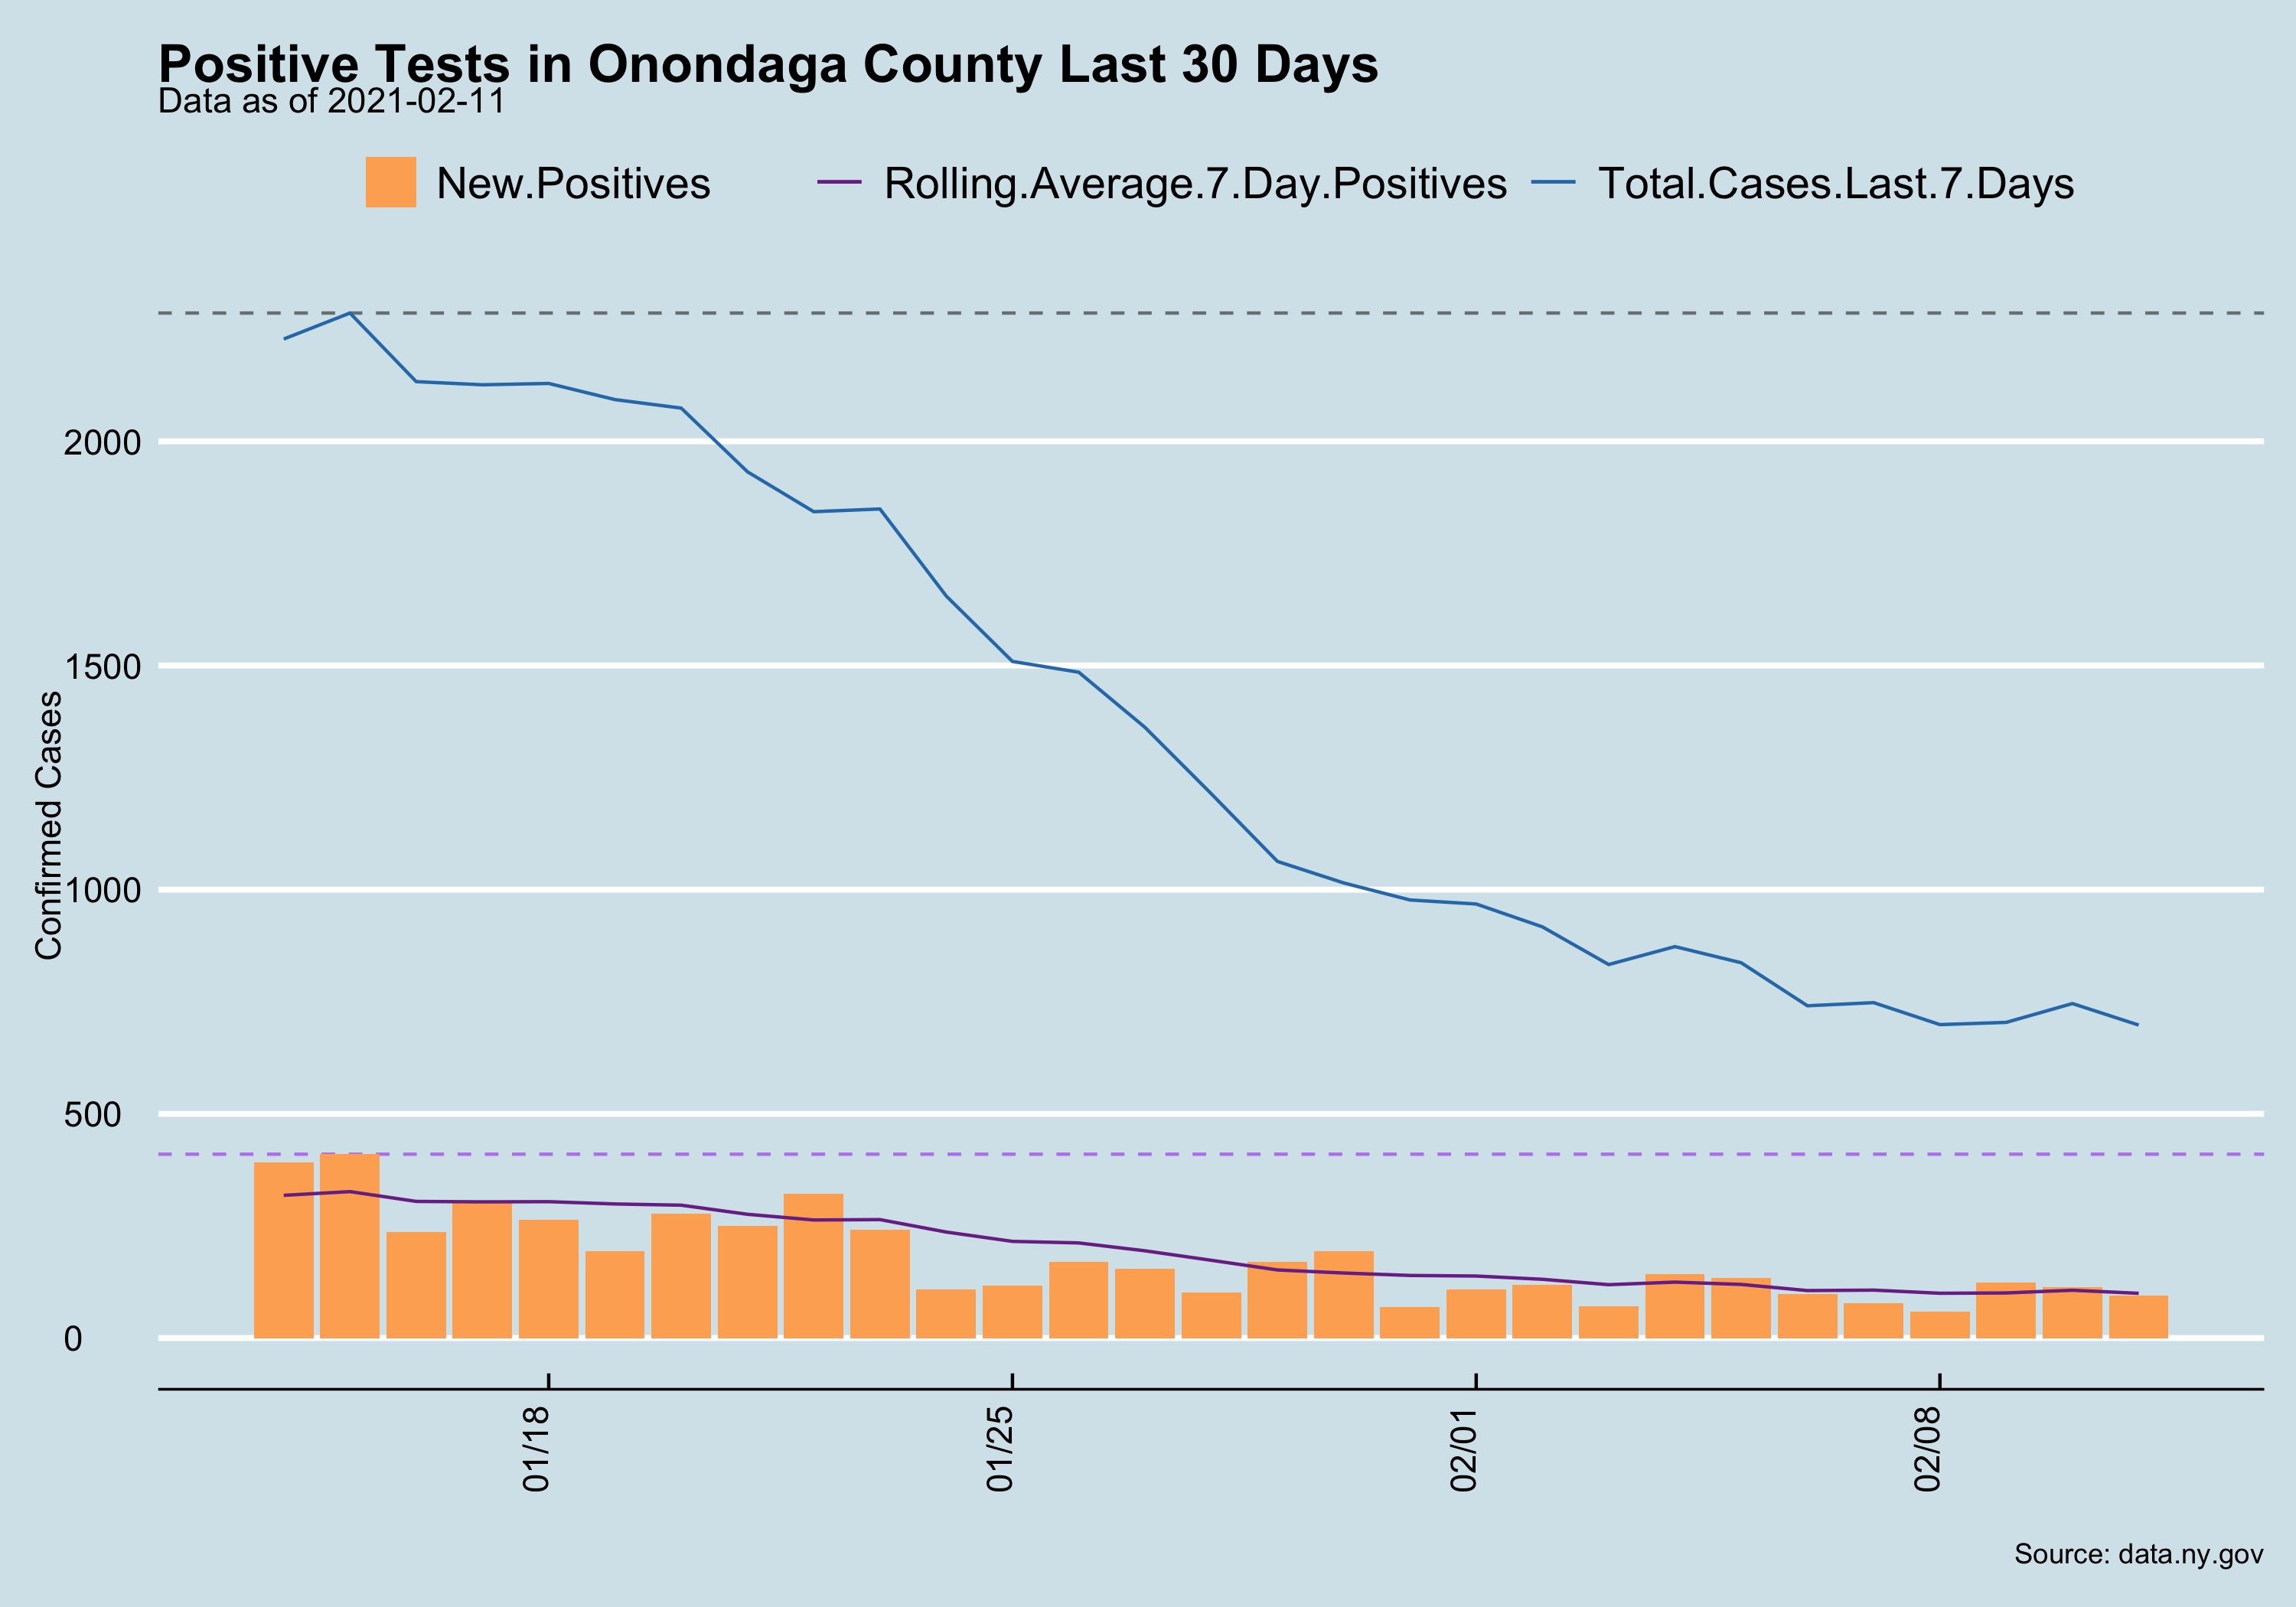 Positive Tests in Onondaga County Last 30 Days
Data as of 2021-02-11
New.Positives
Rolling.Average.7.Day.Positives
Total.Cases.Last.7.Days
Confirmed Cases
2000
1500
1000
500
0
01/18
01/25
02/01
02/08
Source: data.ny.gov